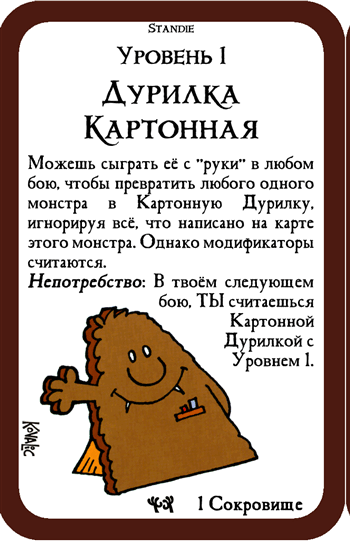 Standie
Уровень 1
Дурилка
Картонная
Можешь сыграть её с "руки" в любом
бою, чтобы превратить любого одного
монстра в Картонную Дурилку,
игнорируя всё, что написано на карте
этого монстра. Однако модификаторы
считаются.
Непотребство: В твоём следующем
бою, ТЫ считаешься
Картонной
Дурилкой с
Уровнем 1.
Kovalic
1 Сокровище